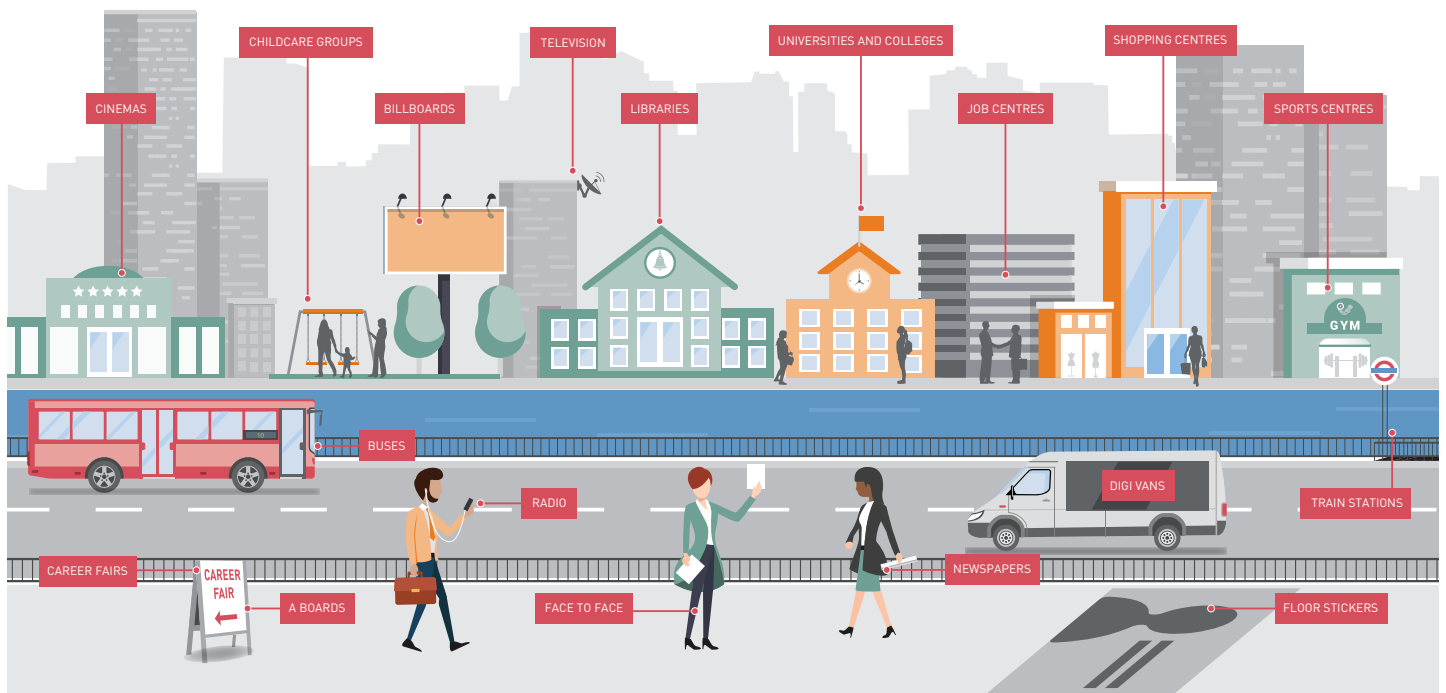 CHILDCARE GROUPS
TELEVISION
UNIVERSITIES AND COLLEGES
SHOPPING CENTRES
CINEMAS
BILLBOARDS
LIBRARIES
JOB CENTRES
SPORTS CENTRES
GYM
BUSES
10
DIGI VANS
RADIO
TRAIN STATIONS
CAREER FAIRS
CAREER
FAIR
NEWSPAPERS
A BOARDS
FACE TO FACE
FLOOR STICKERS